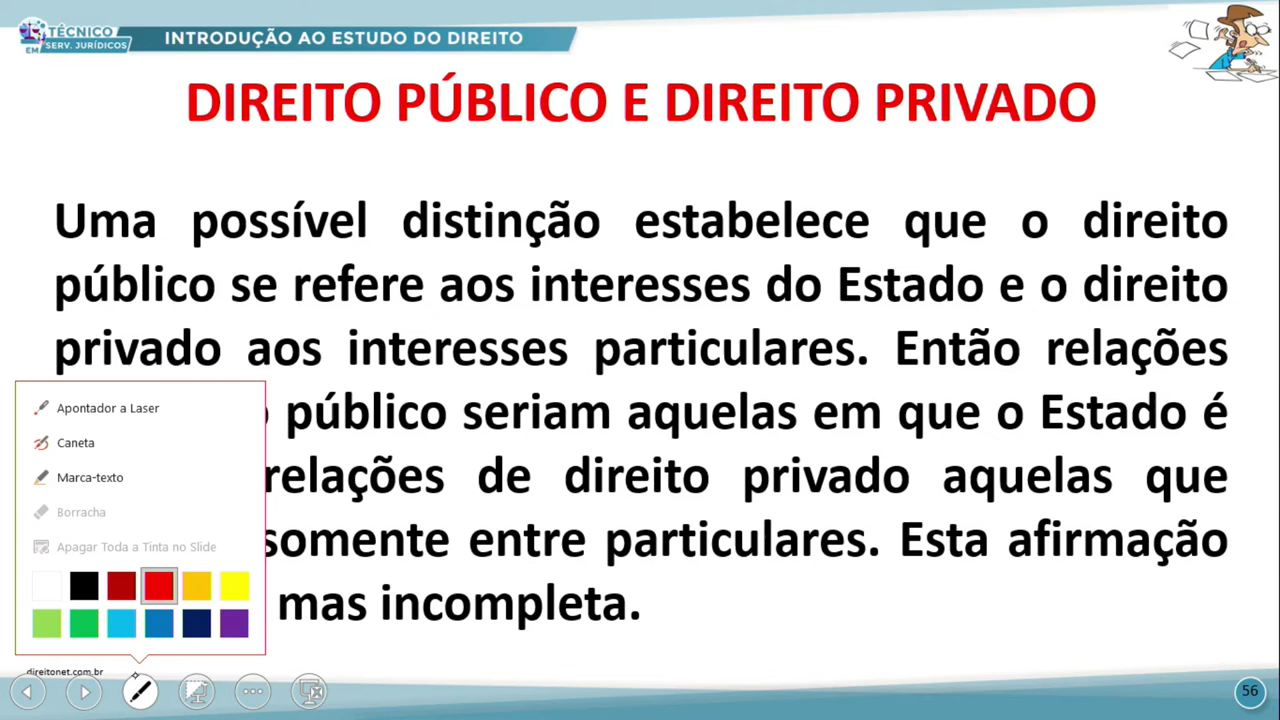 TÉCNICO
EM SERV. JURÍDICOS
INTRODUÇÃO AO ESTUDO DO DIREITO
DIREITO PÚBLICO E DIREITO PRIVADO
Uma possível distinção estabelece que o direito
público se refere aos interesses do Estado e o direito
privado aos interesses particulares. Então relações
público seriam aquelas em que o Estado é
relações de direito privado aquelas que
somente entre particulares. Esta afirmação
mas incompleta.
Apontador a Laser
Caneta
Marca-texto
Borracha
Apagar Toda a Tinta no Slide
direitonet.com.br
56